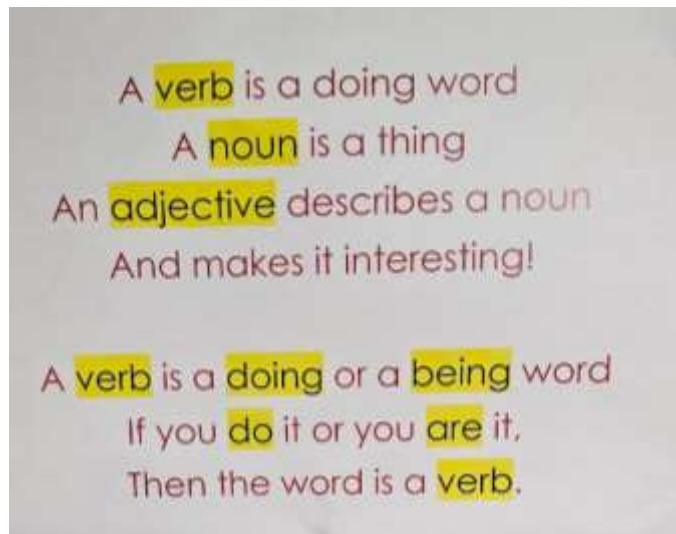 A verb is a doing word
A noun is a thing
An adjective describes a noun
And makes it interesting!
A verb is a doing or a being word
If you do it or you are it,
Then the word is a verb.